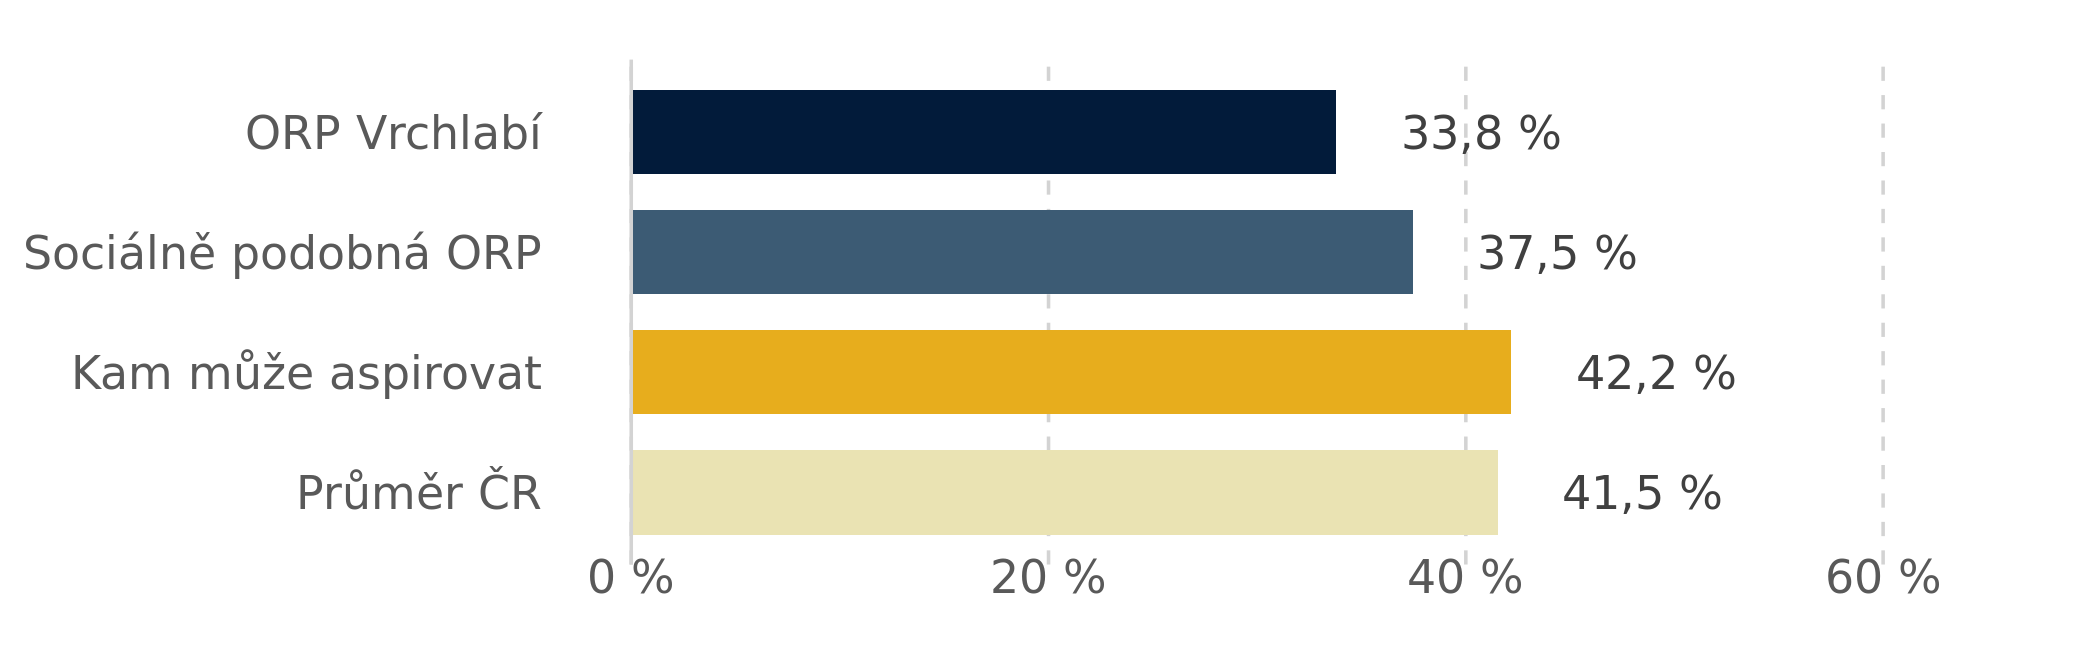 ORP Vrchlabí 33,8 %
Sociálně podobná ORP 37,5 %
Kam může aspirovat 42,2 %
Průměr ČR 41,5 %
0 % 20 % 40 % 60 %